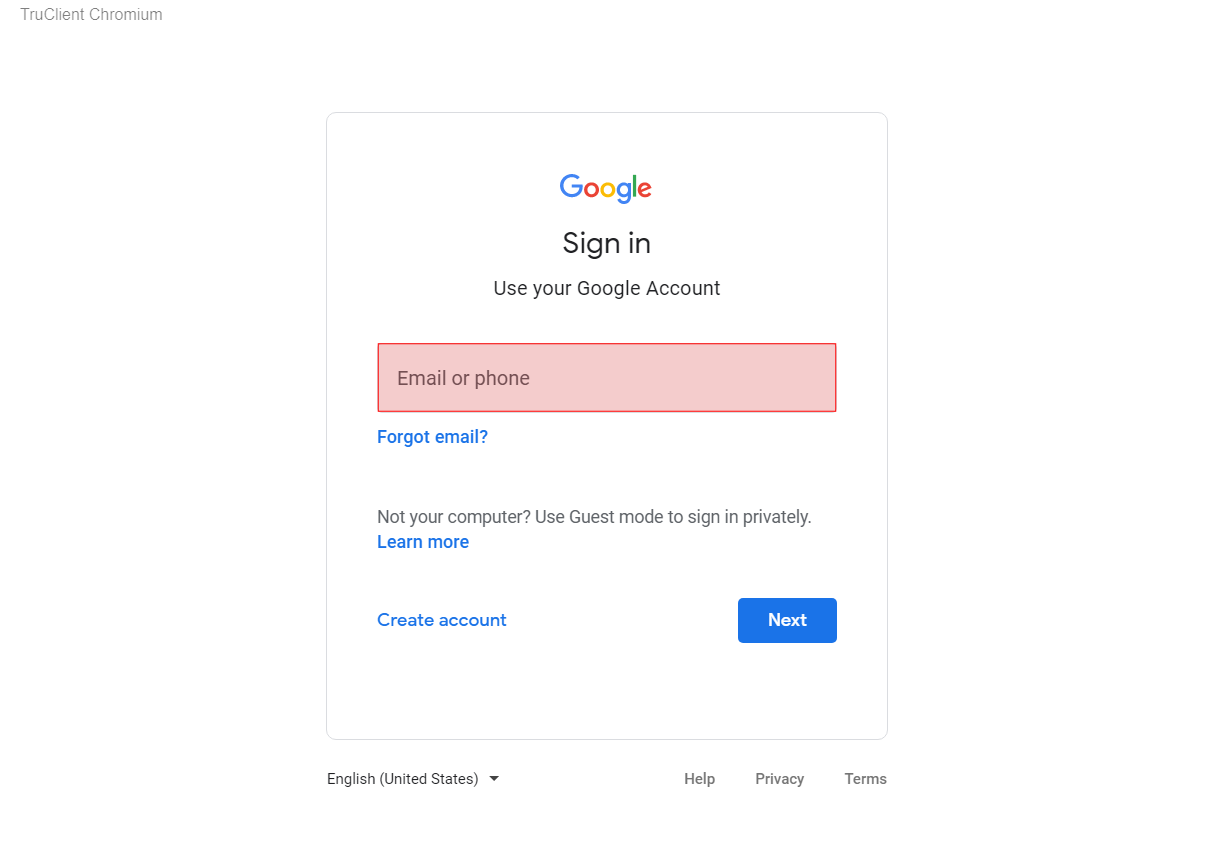 TruClient Chromium
Google
Sign in
Use your Google Account
Email or phone
Forgot email?
Not your computer? Use Guest mode to sign in privately.
Learn more
Create account
Next
English (United States)
Help
Privacy
Terms